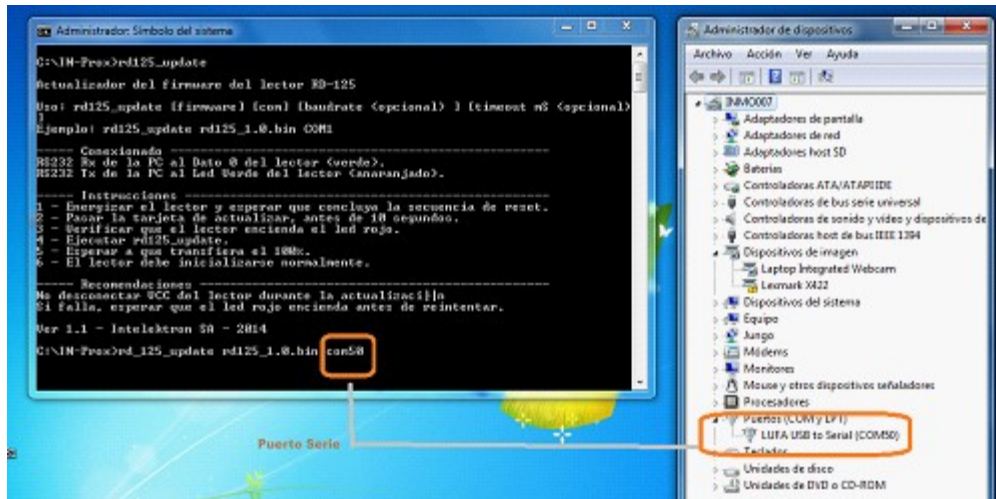 Administrador: Símbolo del sistema
C:\IN-Prox>rd125_update
Actualizador del firmware del lector RD-125
Uso: rd125_update [firmware] [com] [baudrate (opcional) ] [timeout mS (opcional)
]
Ejemplo: rd125_update rd125_1.0.bin COM1
------ Conexionado ------
RS232 Rx de la PC al Dato 0 del lector (verde).
RS232 Tx de la PC al Led Verde del lector (anaranjado).
------ Instrucciones ------
1 - Energizar el lector y esperar que concluya la secuencia de reset.
2 - Pasar la tarjeta de actualizar, antes de 10 segundos.
3 - Verificar que el lector encienda el led rojo.
4 - Ejecutar rd125_update.
5 - Esperar a que transfiera el 100%.
6 - El lector debe inicializarse normalmente.
------ Recomendaciones ------
No desconectar VCC del lector durante la actualizaci¾n
Si falla, esperar que el led rojo encienda antes de reintentar.
Ver 1.1 - Intelektron SA - 2014
C:\IN-Prox>rd_125_update rd125_1.0.bin com50
Puerto Serie
Administrador de dispositivos
Archivo Acción Ver Ayuda
INMO007
Adaptadores de pantalla
Adaptadores de red
Adaptadores host SD
Baterías
Controladoras ATA/ATAPI IDE
Controladoras de bus serie universal
Controladoras de sonido y vídeo y dispositivos de
Controladoras host de bus IEEE 1394
Dispositivos de imagen
Laptop Integrated Webcam
Lexmark X422
Dispositivos del sistema
Equipo
Jungo
Módems
Monitores
Mouse y otros dispositivos señaladores
Procesadores
Puertos (COM y LPT)
LUFA USB to Serial (COM50)
Teclados
Unidades de disco
Unidades de DVD o CD-ROM